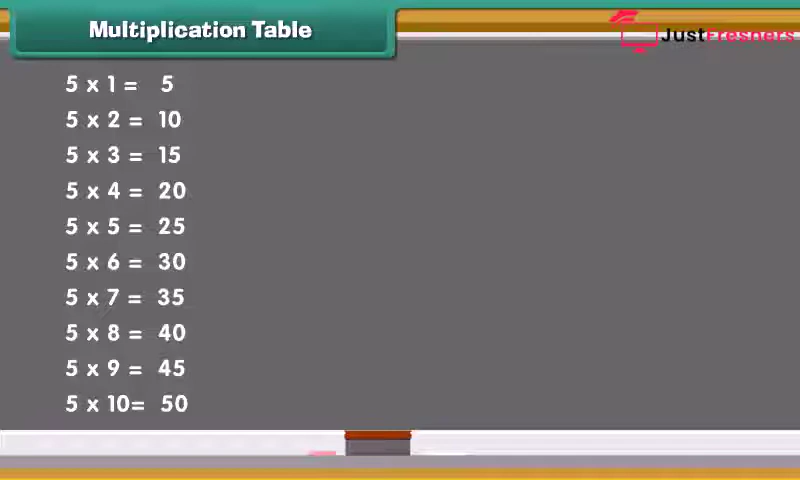 Multiplication Table
JustFreshers
5 x 1 = 5
5 x 2 = 10
5 x 3 = 15
5 x 4 = 20
5 x 5 = 25
5 x 6 = 30
5 x 7 = 35
5 x 8 = 40
5 x 9 = 45
5 x 10= 50